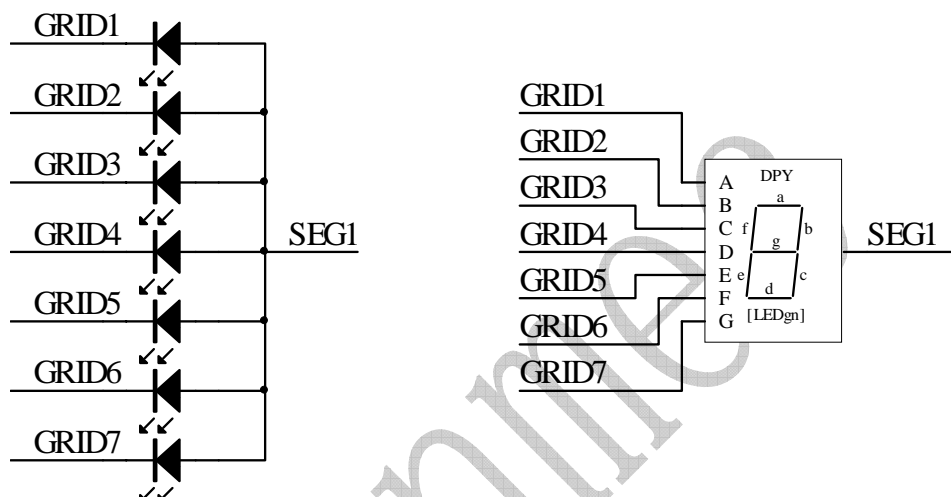 GRID1
GRID2
GRID3
GRID4
GRID5
GRID6
GRID7
SEG1
GRID1
GRID2
GRID3
GRID4
GRID5
GRID6
GRID7
A
B
C
D
E
F
G
DPY
a
f
b
g
e
c
d
[LEDgn]
SEG1